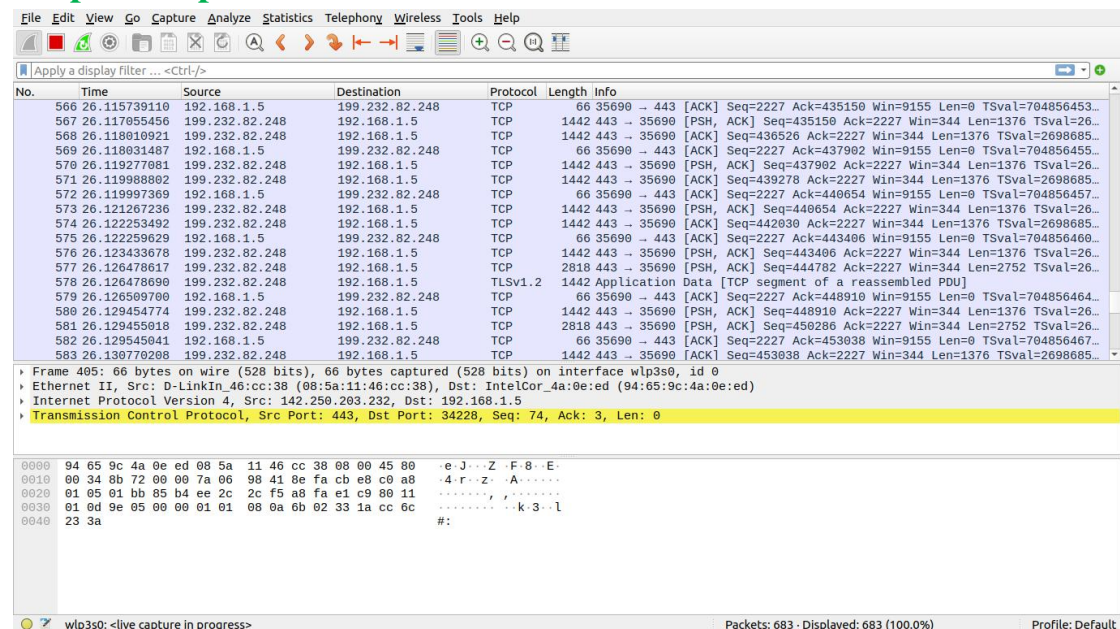 File Edit View Go Capture Analyze Statistics Telephony Wireless Tools Help
Apply a display filter … <Ctrl-/>
No. Time Source Destination Protocol Length Info
566 26.115739110 192.168.1.5 199.232.82.248 TCP 66 35690 → 443 [ACK] Seq=2227 Ack=435150 Win=9155 Len=0 TSval=704856453…
567 26.117055456 199.232.82.248 192.168.1.5 TCP 1442 443 → 35690 [PSH, ACK] Seq=435150 Ack=2227 Win=344 Len=1376 TSval=26…
568 26.118010921 199.232.82.248 192.168.1.5 TCP 1442 443 → 35690 [ACK] Seq=436526 Ack=2227 Win=344 Len=1376 TSval=2698685…
569 26.118031487 192.168.1.5 199.232.82.248 TCP 66 35690 → 443 [ACK] Seq=2227 Ack=437902 Win=9155 Len=0 TSval=704856455…
570 26.119277081 199.232.82.248 192.168.1.5 TCP 1442 443 → 35690 [PSH, ACK] Seq=437902 Ack=2227 Win=344 Len=1376 TSval=26…
571 26.119988802 199.232.82.248 192.168.1.5 TCP 1442 443 → 35690 [ACK] Seq=439278 Ack=2227 Win=344 Len=1376 TSval=2698685…
572 26.119997369 192.168.1.5 199.232.82.248 TCP 66 35690 → 443 [ACK] Seq=2227 Ack=440654 Win=9155 Len=0 TSval=704856457…
573 26.121267236 199.232.82.248 192.168.1.5 TCP 1442 443 → 35690 [PSH, ACK] Seq=440654 Ack=2227 Win=344 Len=1376 TSval=26…
574 26.122253492 199.232.82.248 192.168.1.5 TCP 1442 443 → 35690 [ACK] Seq=442030 Ack=2227 Win=344 Len=1376 TSval=2698685…
575 26.122259629 192.168.1.5 199.232.82.248 TCP 66 35690 → 443 [ACK] Seq=2227 Ack=443406 Win=9155 Len=0 TSval=704856460…
576 26.123433678 199.232.82.248 192.168.1.5 TCP 1442 443 → 35690 [PSH, ACK] Seq=443406 Ack=2227 Win=344 Len=1376 TSval=26…
577 26.126478617 199.232.82.248 192.168.1.5 TCP 2818 443 → 35690 [PSH, ACK] Seq=444782 Ack=2227 Win=344 Len=2752 TSval=26…
578 26.126478690 199.232.82.248 192.168.1.5 TLSv1.2 1442 Application Data [TCP segment of a reassembled PDU]
579 26.126509700 192.168.1.5 199.232.82.248 TCP 66 35690 → 443 [ACK] Seq=2227 Ack=448910 Win=9155 Len=0 TSval=704856464…
580 26.129454774 199.232.82.248 192.168.1.5 TCP 1442 443 → 35690 [PSH, ACK] Seq=448910 Ack=2227 Win=344 Len=1376 TSval=26…
581 26.129455018 199.232.82.248 192.168.1.5 TCP 2818 443 → 35690 [PSH, ACK] Seq=450286 Ack=2227 Win=344 Len=2752 TSval=26…
582 26.129545041 192.168.1.5 199.232.82.248 TCP 66 35690 → 443 [ACK] Seq=2227 Ack=453038 Win=9155 Len=0 TSval=704856467…
583 26.130770208 199.232.82.248 192.168.1.5 TCP 1442 443 → 35690 [ACK] Seq=453038 Ack=2227 Win=344 Len=1376 TSval=2698685…
Frame 405: 66 bytes on wire (528 bits), 66 bytes captured (528 bits) on interface wlp3s0, id 0
Ethernet II, Src: D-LinkIn_46:cc:38 (08:5a:11:46:cc:38), Dst: IntelCor_4a:0e:ed (94:65:9c:4a:0e:ed)
Internet Protocol Version 4, Src: 142.250.203.232, Dst: 192.168.1.5
Transmission Control Protocol, Src Port: 443, Dst Port: 34228, Seq: 74, Ack: 3, Len: 0
0000 94 65 9c 4a 0e ed 08 5a 11 46 cc 38 08 00 45 80 ·e·J···Z ·F·8··E·
0010 00 34 8b 72 00 00 7a 06 98 41 8e fa cb e8 c0 a8 ·4·r··z· ·A······
0020 01 05 01 bb 85 b4 ee 2c 2c f5 a8 fa e1 c9 80 11 ·······, ,·······
0030 01 0d 9e 05 00 00 01 01 08 0a 6b 02 33 1a cc 6c ········ ··k·3··l
0040 23 3a #:
wlp3s0: <live capture in progress> Packets: 683 · Displayed: 683 (100.0%) Profile: Default